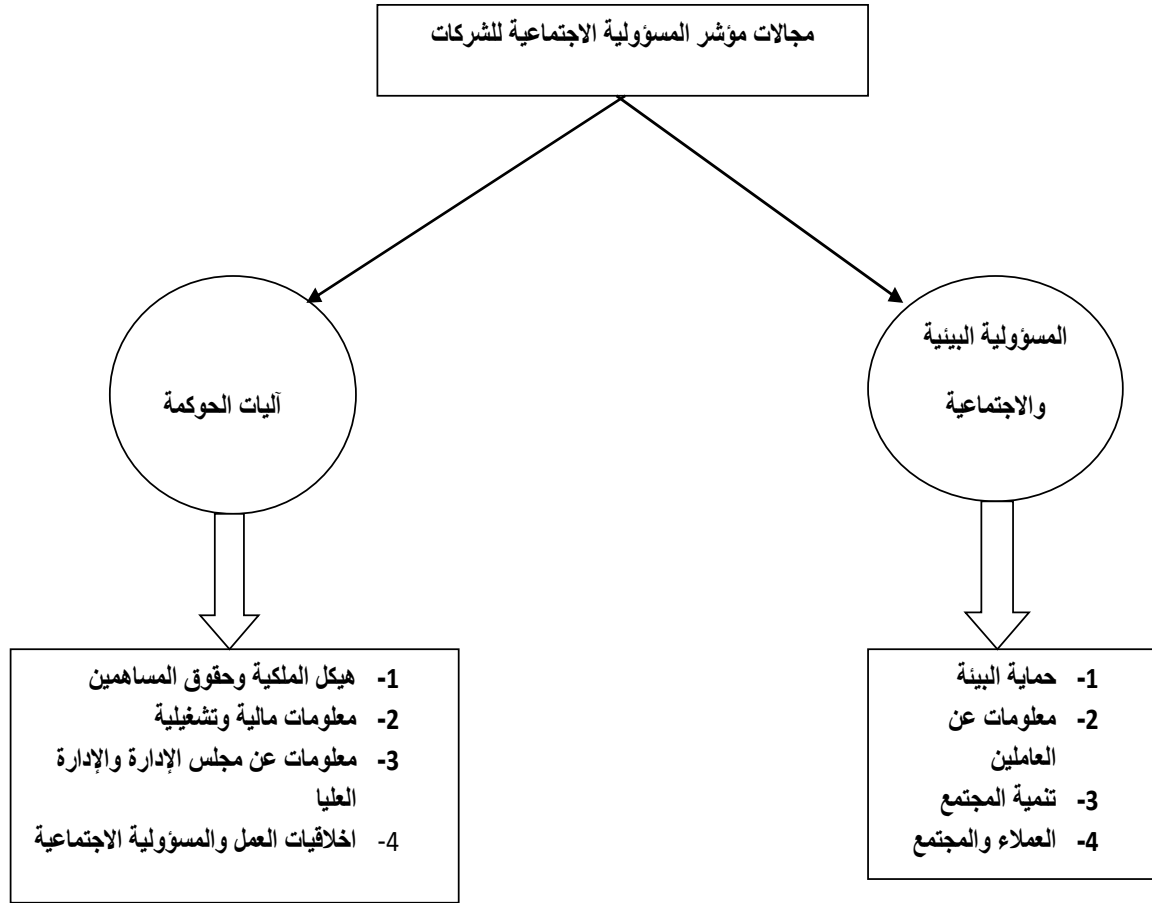 مجالات مؤشر المسؤولية الاجتماعية للشركات
المسؤولية البيئية
والاجتماعية
آليات الحوكمة
1- حماية البيئة
2- معلومات عن
العاملين
3- تنمية المجتمع
4- العملاء والمجتمع
1- هيكل الملكية وحقوق المساهمين
2- معلومات مالية وتشغيلية
3- معلومات عن مجلس الإدارة والإدارة
العليا
4- اخلاقيات العمل والمسؤولية الاجتماعية